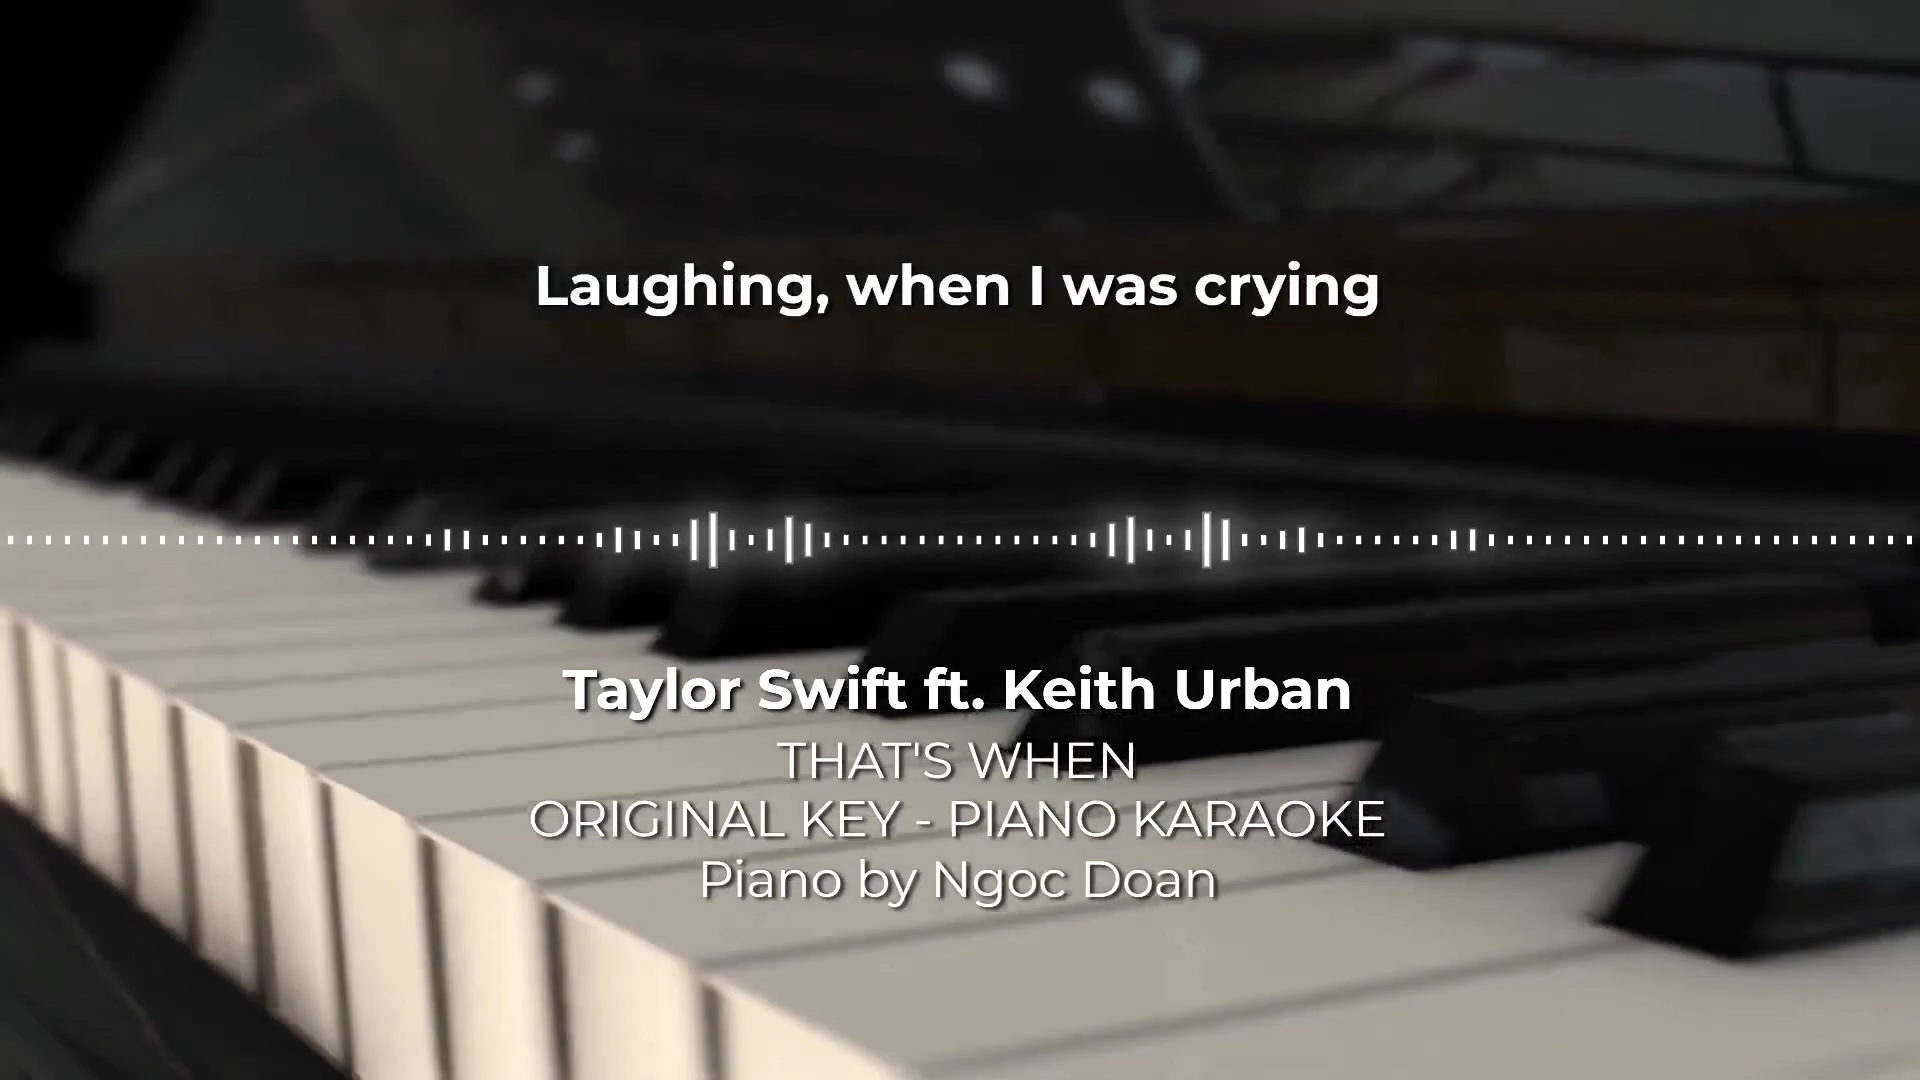 Laughing, when I was crying
Taylor Swift ft. Keith Urban
THAT'S WHEN
ORIGINAL KEY - PIANO KARAOKE
Piano by Ngoc Doan